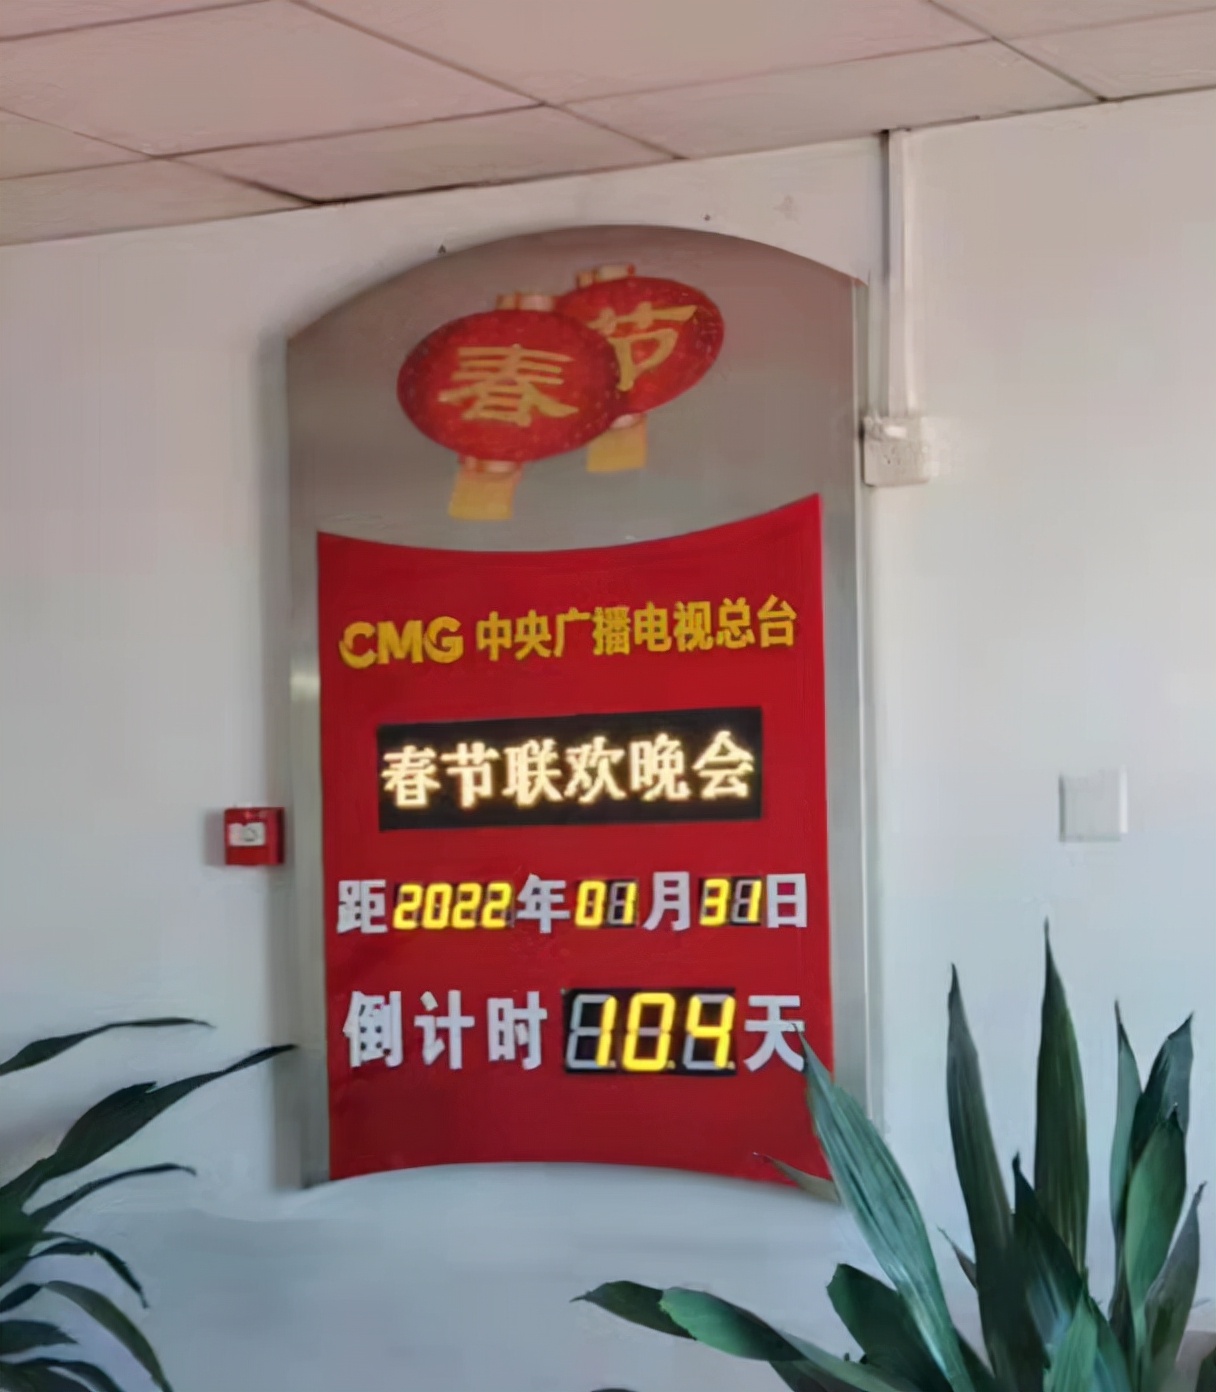 春节
CMG 中央广播电视总台
春节联欢晚会
距2022年01月31日
倒计时104天